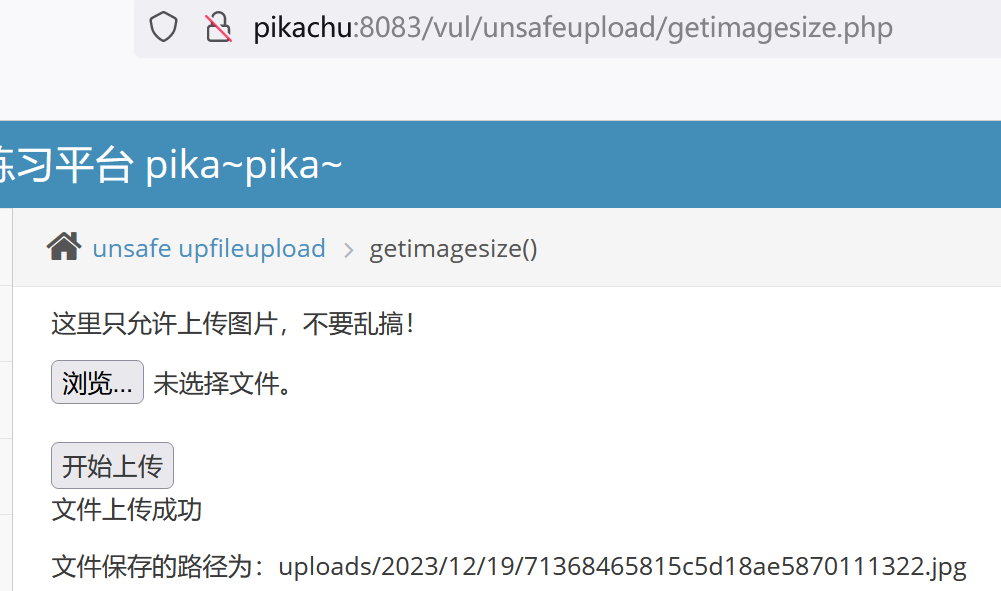 pikachu:8083/vul/unsafeupload/getimagesize.php
练习平台 pika~pika~
unsafe upfileupload > getimagesize()
这里只允许上传图片，不要乱搞！
浏览... 未选择文件。
开始上传
文件上传成功
文件保存的路径为：uploads/2023/12/19/71368465815c5d18ae5870111322.jpg